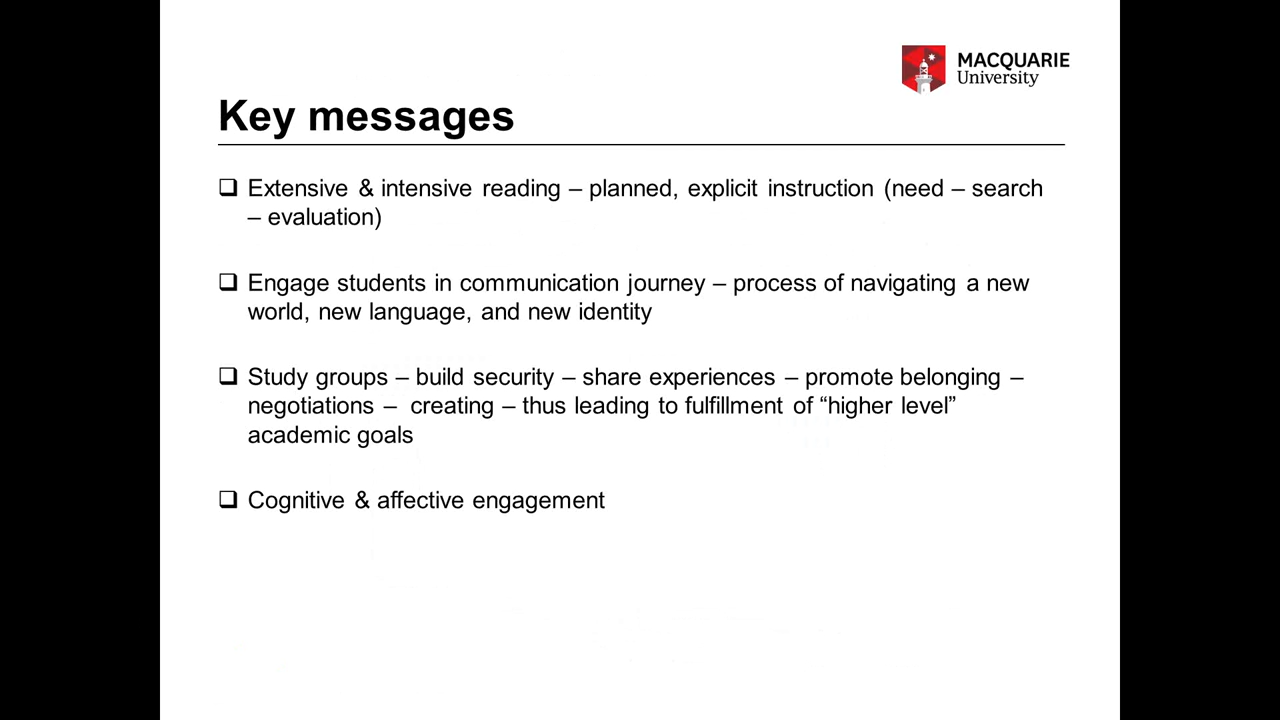 MACQUARIE
University
Key messages
❑ Extensive & intensive reading – planned, explicit instruction (need – search
– evaluation)
❑ Engage students in communication journey – process of navigating a new
world, new language, and new identity
❑ Study groups – build security – share experiences – promote belonging –
negotiations – creating – thus leading to fulfillment of “higher level”
academic goals
❑ Cognitive & affective engagement